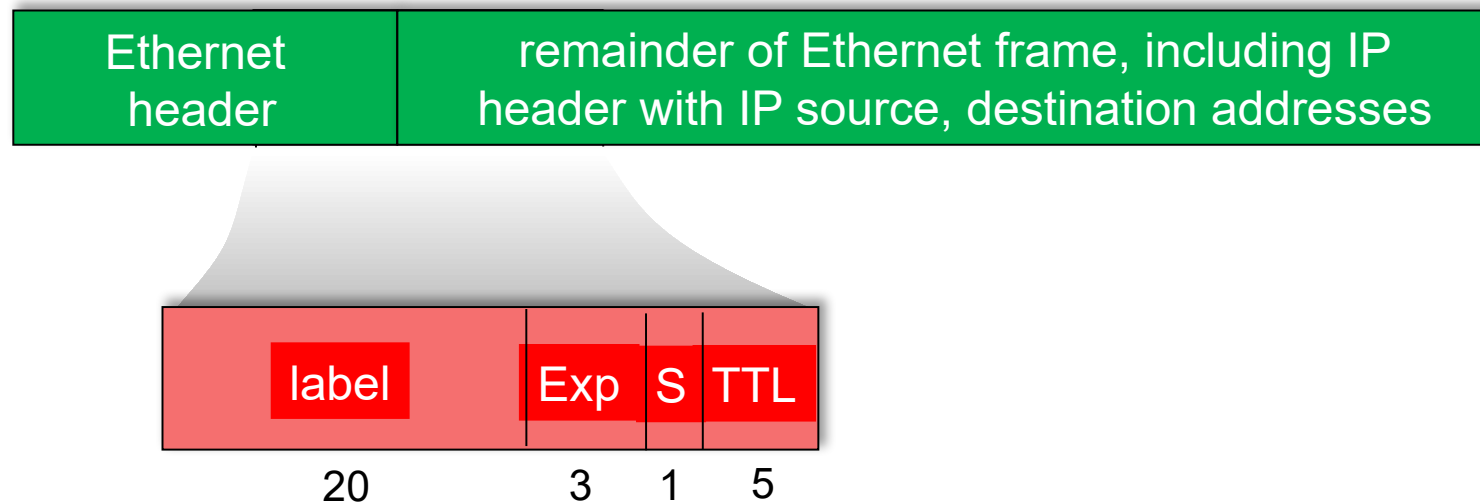 Ethernet
header
remainder of Ethernet frame, including IP
header with IP source, destination addresses
label Exp S TTL
20 3 1 5